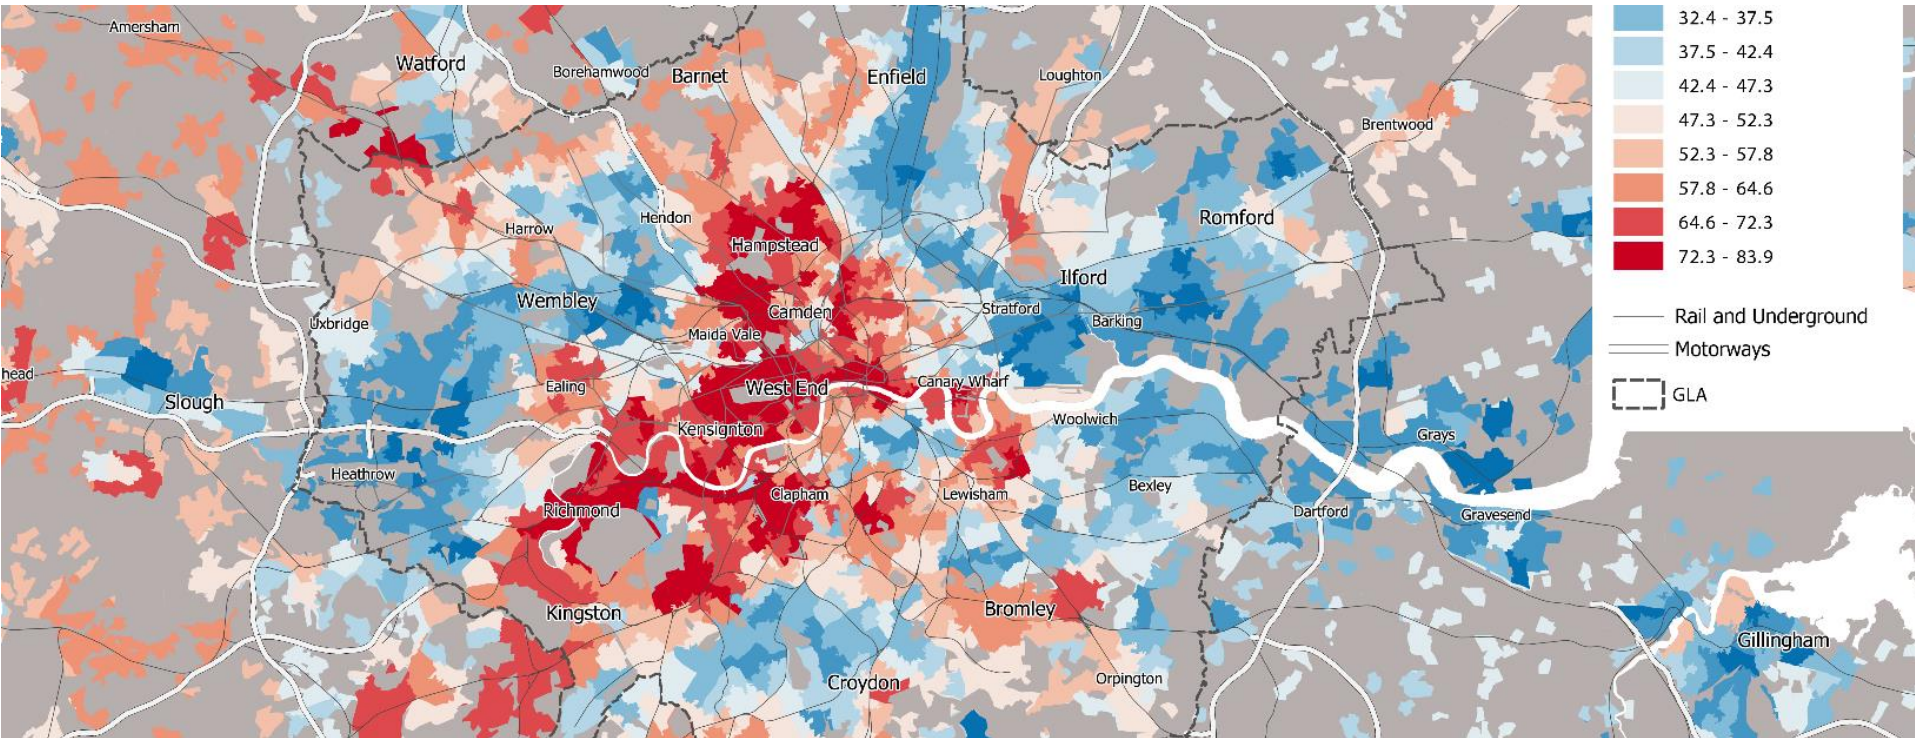 Amersham
Watford
Borehamwood
Barnet
Enfield
Loughton
Brentwood
Hendon
Romford
Harrow
Hampstead
Ilford
Wembley
Stratford
Camden
Barking
Uxbridge
Maida Vale
head
Ealing
West End
Canary Wharf
Slough
Woolwich
Kensignton
Grays
Heathrow
Bexley
Clapham
Lewisham
Richmond
Dartford
Gravesend
Kingston
Bromley
Gillingham
Croydon
Orpington
32.4 - 37.5
37.5 - 42.4
42.4 - 47.3
47.3 - 52.3
52.3 - 57.8
57.8 - 64.6
64.6 - 72.3
72.3 - 83.9
Rail and Underground
Motorways
GLA